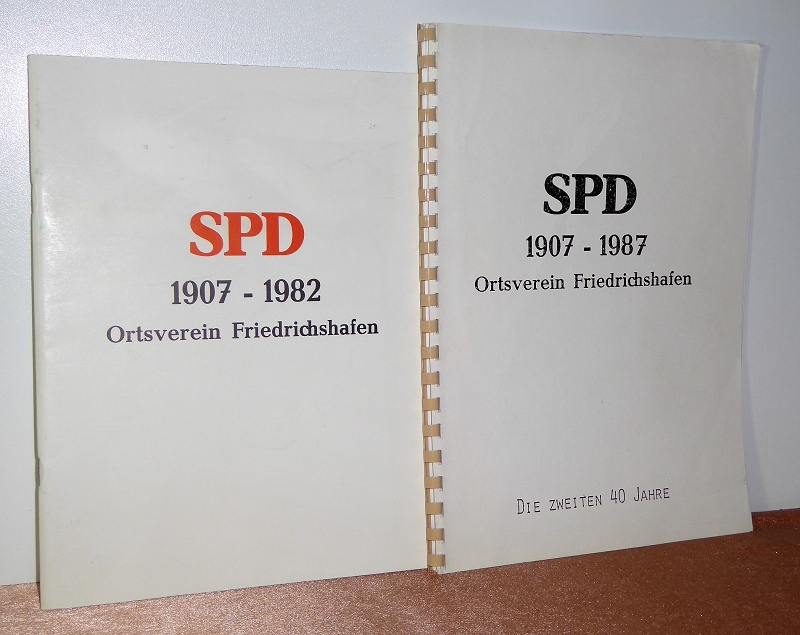 SPD
1907 - 1982
Ortsverein Friedrichshafen
SPD
1907 - 1987
Ortsverein Friedrichshafen
DIE ZWEITEN 40 JAHRE